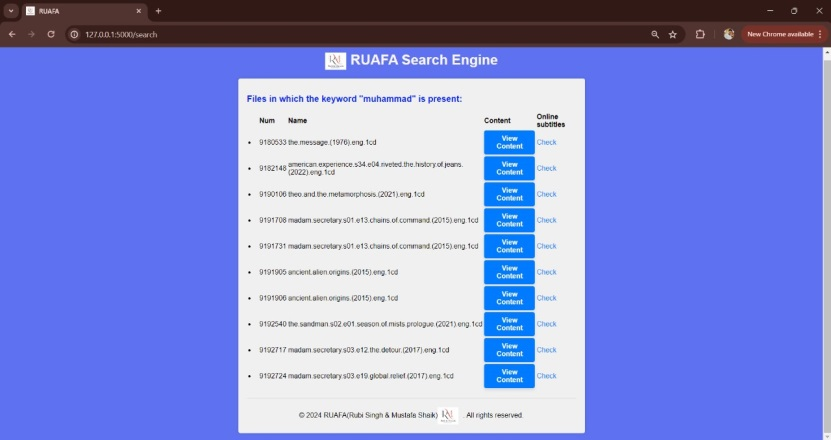 RUAFA
127.0.0.1:5000/search
New Chrome available
RUAFA Search Engine
Files in which the keyword "muhammad" is present:
Num Name Content Online subtitles
9180533 the.message.(1976).eng.1cd View Content Check
9182148 american.experience.s34.e04.riveted.the.history.of.jeans.(2022).eng.1cd View Content Check
9190106 theo.and.the.metamorphosis.(2021).eng.1cd View Content Check
9191708 madam.secretary.s01.e13.chains.of.command.(2015).eng.1cd View Content Check
9191731 madam.secretary.s01.e13.chains.of.command.(2015).eng.1cd View Content Check
9191905 ancient.alien.origins.(2015).eng.1cd View Content Check
9191906 ancient.alien.origins.(2015).eng.1cd View Content Check
9192540 the.sandman.s02.e01.season.of.mists.prologue.(2021).eng.1cd View Content Check
9192717 madam.secretary.s03.e12.the.detour.(2017).eng.1cd View Content Check
9192724 madam.secretary.s03.e19.global.relief.(2017).eng.1cd View Content Check
© 2024 RUAFA(Rubi Singh & Mustafa Shaik) . All rights reserved.